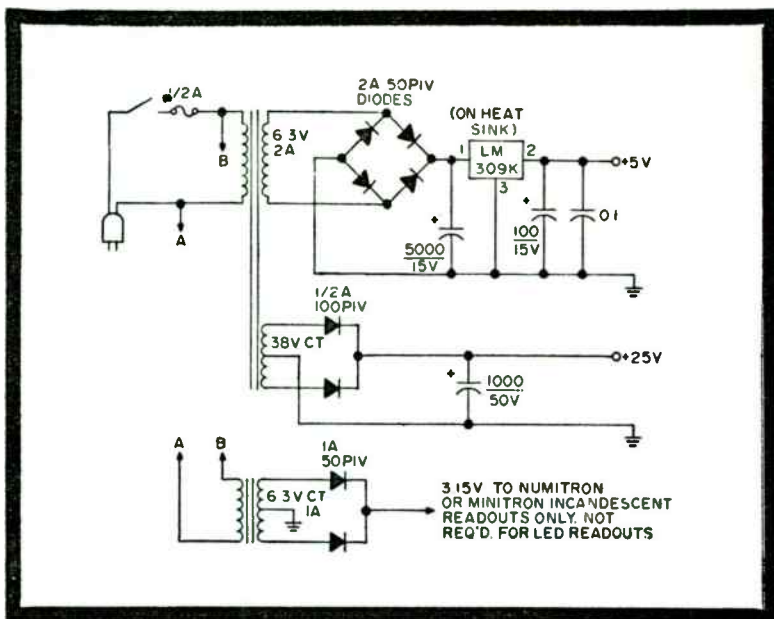 1/2A
2A 50PIV
DIODES
(ON HEAT
SINK)
1
LM
309K
2
3
+5V
B
A
6 3V
2A
+
5000
15V
+
100
15V
01
1/2A
100PIV
38V CT
+25V
+
1000
50V
A
B
1A
50PIV
6 3V CT
1A
3 15V TO NUMITRON
OR MINITRON INCANDESCENT
READOUTS ONLY. NOT
REQ'D. FOR LED READOUTS